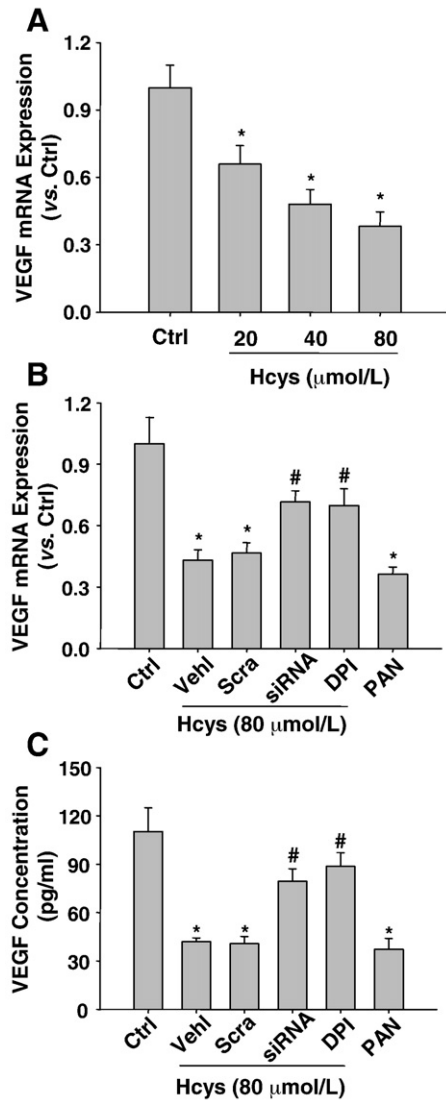 A
VEGF mRNA Expression
(vs. Ctrl)
1.2
0.9
0.6
0.3
0.0
*
*
*
Ctrl
20
40
80
Hcys (μmol/L)
B
VEGF mRNA Expression
(vs. Ctrl)
1.2
0.9
0.6
0.3
0.0
*
*
#
#
*
Ctrl
Vehl
Scra
siRNA
DPI
PAN
Hcys (80 μmol/L)
C
VEGF Concentration
(pg/ml)
150
120
90
60
30
0
*
*
#
#
*
Ctrl
Vehl
Scra
siRNA
DPI
PAN
Hcys (80 μmol/L)